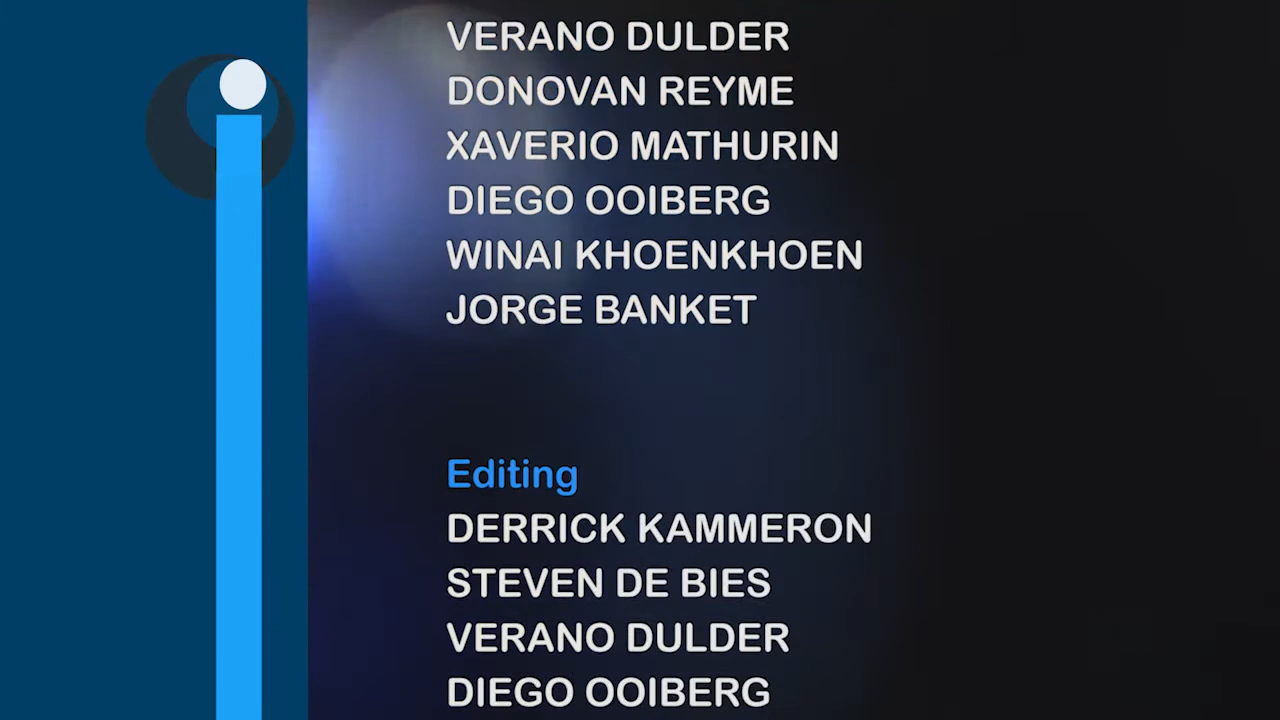 VERANO DULDER
DONOVAN REYME
XAVERIO MATHURIN
DIEGO OOIBERG
WINAI KHOENKHOEN
JORGE BANKET
Editing
DERRICK KAMMERON
STEVEN DE BIES
VERANO DULDER
DIEGO OOIBERG